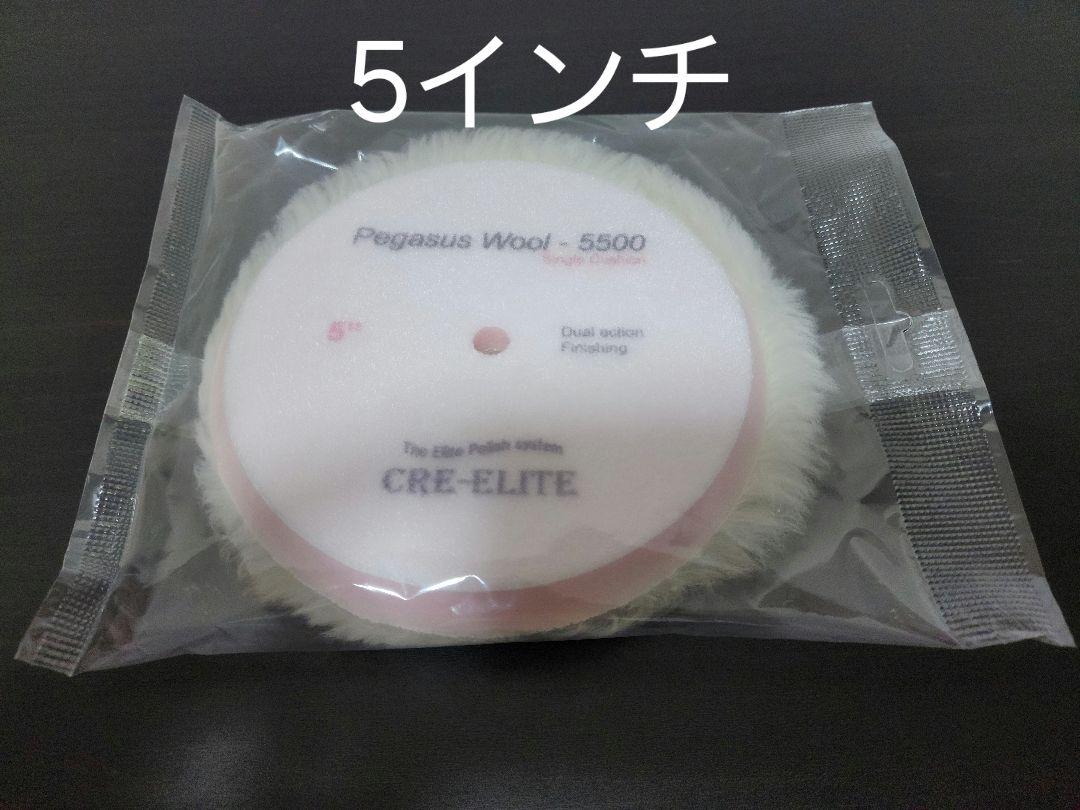 5インチ
Pegasus Wool - 5500
Single Cushion
5"
Dual action
Finishing
The Elite Polish system
CRE-ELITE